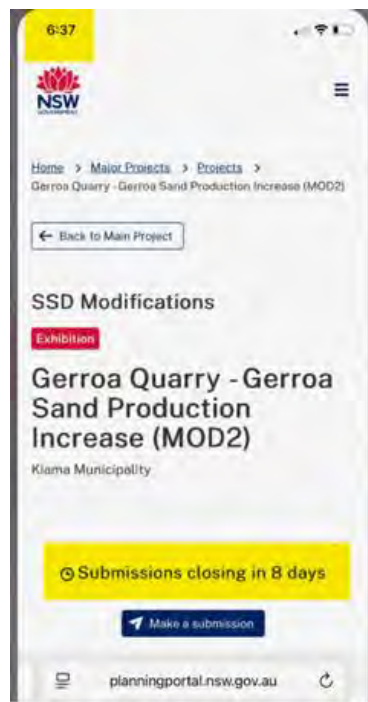 6:37
NSW
GOVERNMENT
Home > Major Projects > Projects >
Gerroa Quarry - Gerroa Sand Production Increase (MOD2)
← Back to Main Project
SSD Modifications
Exhibition
Gerroa Quarry - Gerroa
Sand Production
Increase (MOD2)
Kiama Municipality
Submissions closing in 8 days
Make a submission
planningportal.nsw.gov.au